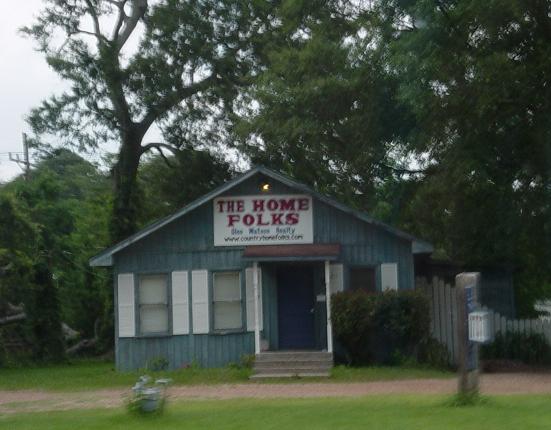 THE HOME
FOLKS
Glen Watson Realty
www.countryhomefolks.com